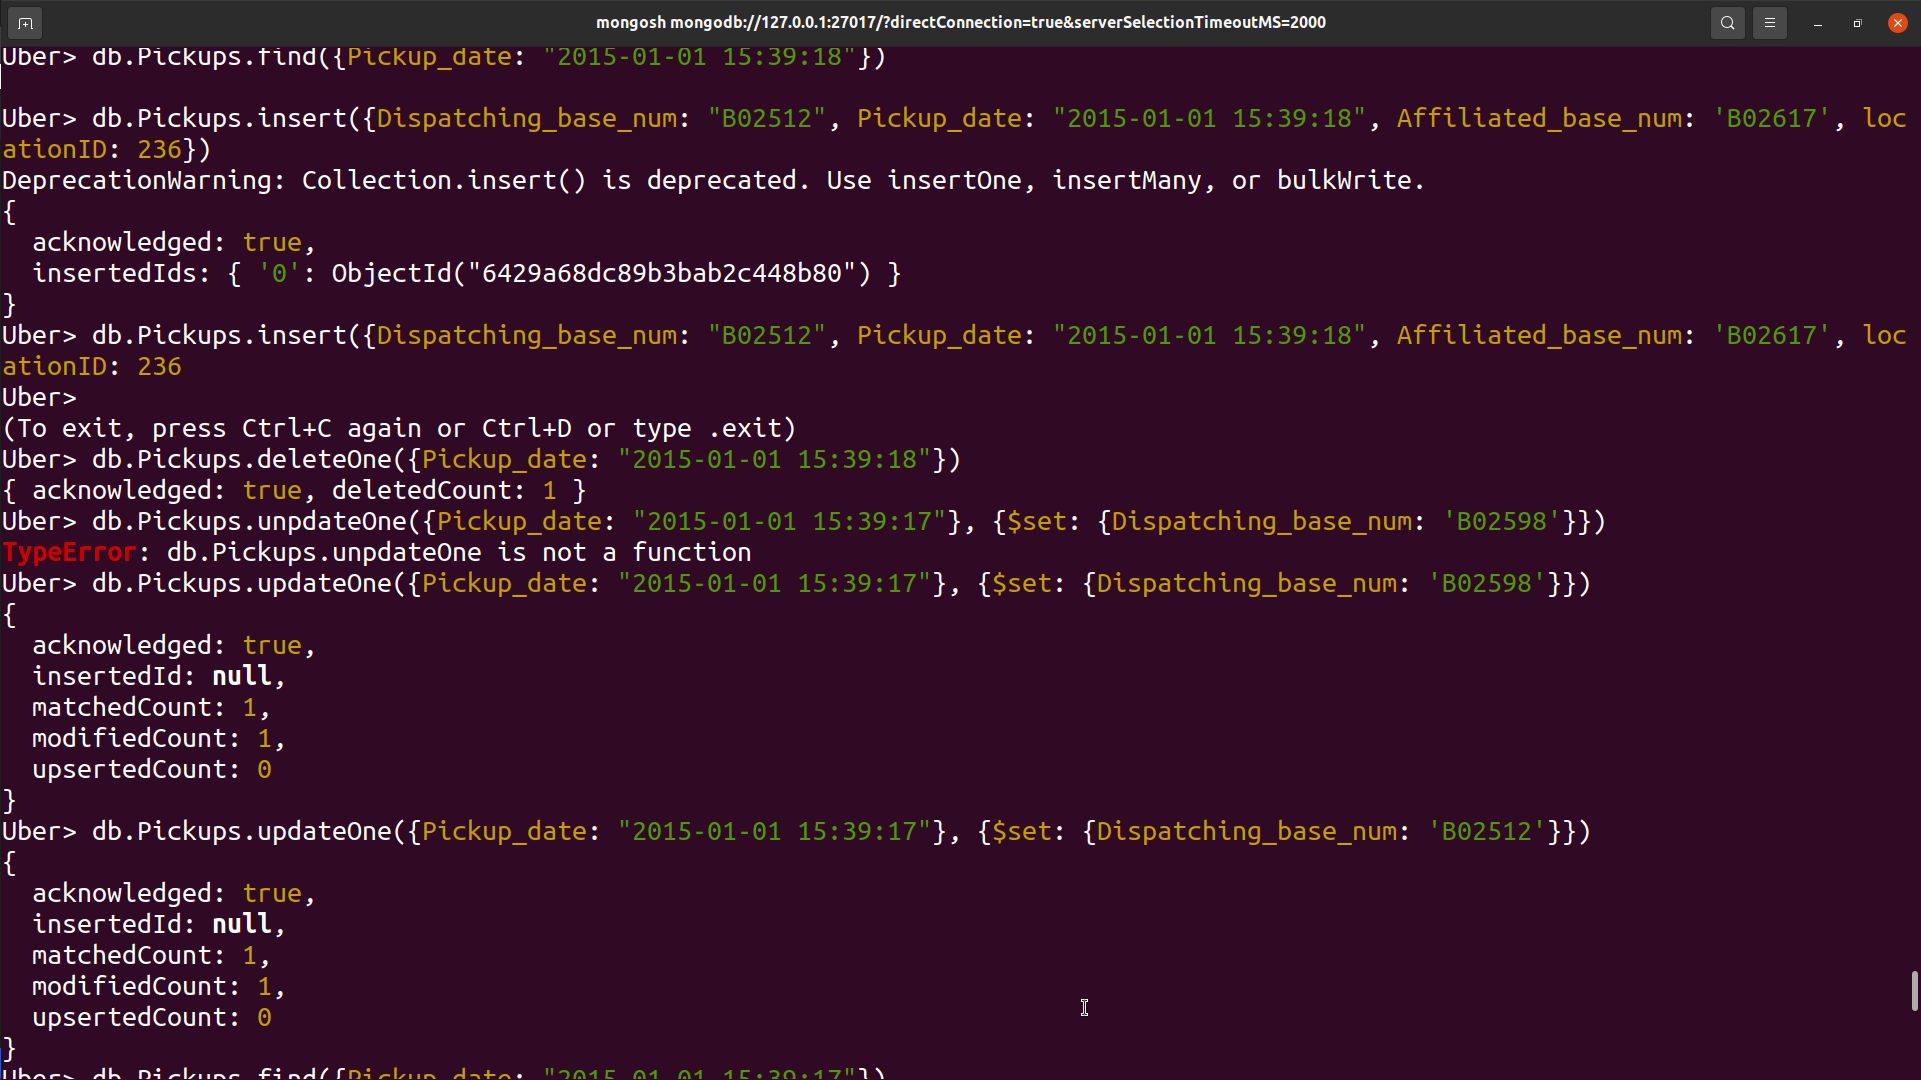 mongosh mongodb://127.0.0.1:27017/?directConnection=true&serverSelectionTimeoutMS=2000
Uber> db.Pickups.find({Pickup_date: "2015-01-01 15:39:18"})
Uber> db.Pickups.insert({Dispatching_base_num: "B02512", Pickup_date: "2015-01-01 15:39:18", Affiliated_base_num: 'B02617', loc
ationID: 236})
DeprecationWarning: Collection.insert() is deprecated. Use insertOne, insertMany, or bulkWrite.
{
  acknowledged: true,
  insertedIds: { '0': ObjectId("6429a68dc89b3bab2c448b80") }
}
Uber> db.Pickups.insert({Dispatching_base_num: "B02512", Pickup_date: "2015-01-01 15:39:18", Affiliated_base_num: 'B02617', loc
ationID: 236
Uber>
(To exit, press Ctrl+C again or Ctrl+D or type .exit)
Uber> db.Pickups.deleteOne({Pickup_date: "2015-01-01 15:39:18"})
{ acknowledged: true, deletedCount: 1 }
Uber> db.Pickups.unpdateOne({Pickup_date: "2015-01-01 15:39:17"}, {$set: {Dispatching_base_num: 'B02598'}})
TypeError: db.Pickups.unpdateOne is not a function
Uber> db.Pickups.updateOne({Pickup_date: "2015-01-01 15:39:17"}, {$set: {Dispatching_base_num: 'B02598'}})
{
  acknowledged: true,
  insertedId: null,
  matchedCount: 1,
  modifiedCount: 1,
  upsertedCount: 0
}
Uber> db.Pickups.updateOne({Pickup_date: "2015-01-01 15:39:17"}, {$set: {Dispatching_base_num: 'B02512'}})
{
  acknowledged: true,
  insertedId: null,
  matchedCount: 1,
  modifiedCount: 1,
  upsertedCount: 0
}
Uber> db.Pickups.find({Pickup_date: "2015-01-01 15:39:17"})